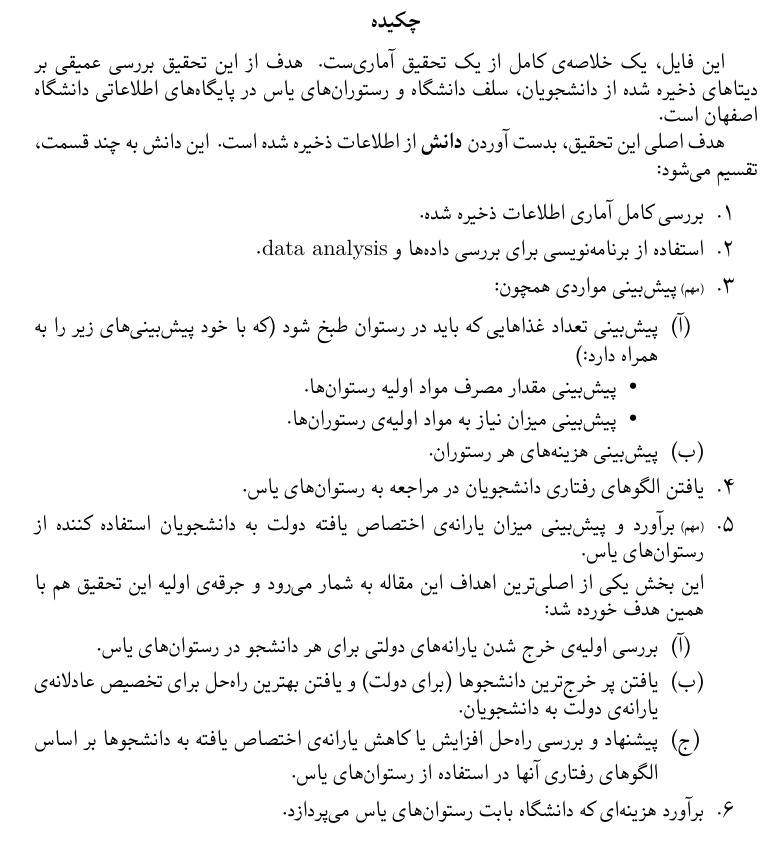 چکیده
این فایل، یک خلاصه‌ی کامل از یک تحقیق آماری‌ست. هدف از این تحقیق بررسی عمیقی بر
دیتاهای ذخیره شده از دانشجویان، سلف دانشگاه و رستوران‌های یاس در پایگاه‌های اطلاعاتی دانشگاه
اصفهان است.
هدف اصلی این تحقیق، بدست آوردن دانش از اطلاعات ذخیره شده است. این دانش به چند قسمت،
تقسیم می‌شود:
۱. بررسی کامل آماری اطلاعات ذخیره شده.
۲. استفاده از برنامه‌نویسی برای بررسی داده‌ها و data analysis.
۳. (مهم) پیش‌بینی مواردی همچون:
(آ) پیش‌بینی تعداد غذاهایی که باید در رستوان طبخ شود (که با خود پیش‌بینی‌های زیر را به
همراه دارد:)
• پیش‌بینی مقدار مصرف مواد اولیه رستوان‌ها.
• پیش‌بینی میزان نیاز به مواد اولیه‌ی رستوران‌ها.
(ب) پیش‌بینی هزینه‌های هر رستوران.
۴. یافتن الگوهای رفتاری دانشجویان در مراجعه به رستوان‌های یاس.
۵. (مهم) برآورد و پیش‌بینی میزان یارانه‌ی اختصاص یافته دولت به دانشجویان استفاده کننده از
رستوان‌های یاس.
این بخش یکی از اصلی‌ترین اهداف این مقاله به شمار می‌رود و جرقه‌ی اولیه این تحقیق هم با
همین هدف خورده شد:
(آ) بررسی اولیه‌ی خرج شدن یارانه‌های دولتی برای هر دانشجو در رستوان‌های یاس.
(ب) یافتن پر خرج‌ترین دانشجوها (برای دولت) و یافتن بهترین راه‌حل برای تخصیص عادلانه‌ی
یارانه‌ی دولت به دانشجویان.
(ج) پیشنهاد و بررسی راه‌حل افزایش یا کاهش یارانه‌ی اختصاص یافته به دانشجوها بر اساس
الگوهای رفتاری آنها در استفاده از رستوان‌های یاس.
۶. برآورد هزینه‌ای که دانشگاه بابت رستوان‌های یاس می‌پردازد.